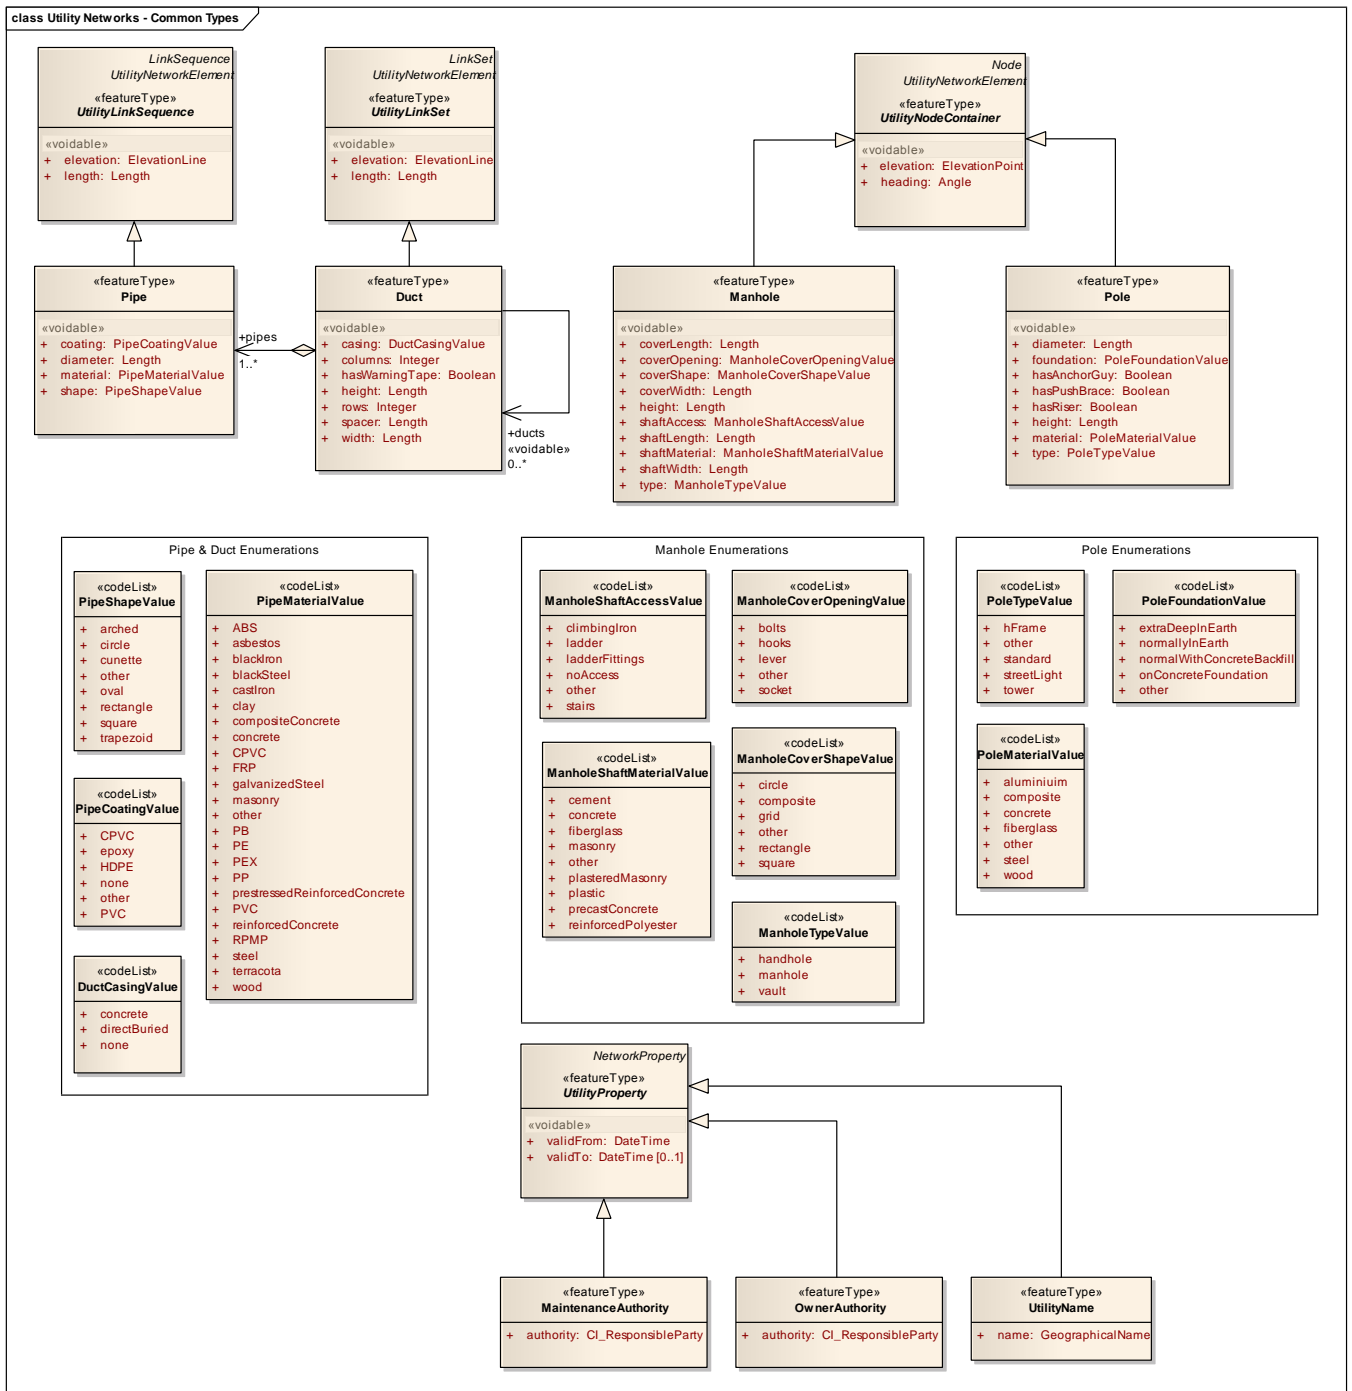 class Utility Networks - Common Types
LinkSequence
UtilityNetworkElement
«featureType»
UtilityLinkSequence
«voidable»
+ elevation: ElevationLine
+ length: Length
LinkSet
UtilityNetworkElement
«featureType»
UtilityLinkSet
«voidable»
+ elevation: ElevationLine
+ length: Length
Node
UtilityNetworkElement
«featureType»
UtilityNodeContainer
«voidable»
+ elevation: ElevationPoint
+ heading: Angle
«featureType»
Pipe
«voidable»
+ coating: PipeCoatingValue
+ diameter: Length
+ material: PipeMaterialValue
+ shape: PipeShapeValue
+pipes
1..*
«featureType»
Duct
«voidable»
+ casing: DuctCasingValue
+ columns: Integer
+ hasWarningTape: Boolean
+ height: Length
+ rows: Integer
+ spacer: Length
+ width: Length
+ducts
«voidable»
0..*
«featureType»
Manhole
«voidable»
+ coverLength: Length
+ coverOpening: ManholeCoverOpeningValue
+ coverShape: ManholeCoverShapeValue
+ coverWidth: Length
+ height: Length
+ shaftAccess: ManholeShaftAccessValue
+ shaftLength: Length
+ shaftMaterial: ManholeShaftMaterialValue
+ shaftWidth: Length
+ type: ManholeTypeValue
«featureType»
Pole
«voidable»
+ diameter: Length
+ foundation: PoleFoundationValue
+ hasAnchorGuy: Boolean
+ hasPushBrace: Boolean
+ hasRiser: Boolean
+ height: Length
+ material: PoleMaterialValue
+ type: PoleTypeValue
Pipe & Duct Enumerations
«codeList»
PipeShapeValue
+ arched
+ circle
+ cunette
+ other
+ oval
+ rectangle
+ square
+ trapezoid
«codeList»
PipeCoatingValue
+ CPVC
+ epoxy
+ HDPE
+ none
+ other
+ PVC
«codeList»
DuctCasingValue
+ concrete
+ directBuried
+ none
«codeList»
PipeMaterialValue
+ ABS
+ asbestos
+ blackIron
+ blackSteel
+ castIron
+ clay
+ compositeConcrete
+ concrete
+ CPVC
+ FRP
+ galvanizedSteel
+ masonry
+ other
+ PB
+ PE
+ PEX
+ PP
+ prestressedReinforcedConcrete
+ PVC
+ reinforcedConcrete
+ RPMP
+ steel
+ terracota
+ wood
Manhole Enumerations
«codeList»
ManholeShaftAccessValue
+ climbingIron
+ ladder
+ ladderFittings
+ noAccess
+ other
+ stairs
«codeList»
ManholeShaftMaterialValue
+ cement
+ concrete
+ fiberglass
+ masonry
+ other
+ plasteredMasonry
+ plastic
+ precastConcrete
+ reinforcedPolyester
«codeList»
ManholeCoverOpeningValue
+ bolts
+ hooks
+ lever
+ other
+ socket
«codeList»
ManholeCoverShapeValue
+ circle
+ composite
+ grid
+ other
+ rectangle
+ square
«codeList»
ManholeTypeValue
+ handhole
+ manhole
+ vault
Pole Enumerations
«codeList»
PoleTypeValue
+ hFrame
+ other
+ standard
+ streetLight
+ tower
«codeList»
PoleFoundationValue
+ extraDeepInEarth
+ normallyInEarth
+ normalWithConcreteBackfill
+ onConcreteFoundation
+ other
«codeList»
PoleMaterialValue
+ aluminiuim
+ composite
+ concrete
+ fiberglass
+ other
+ steel
+ wood
NetworkProperty
«featureType»
UtilityProperty
«voidable»
+ validFrom: DateTime
+ validTo: DateTime [0..1]
«featureType»
MaintenanceAuthority
+ authority: CI_ResponsibleParty
«featureType»
OwnerAuthority
+ authority: CI_ResponsibleParty
«featureType»
UtilityName
+ name: GeographicalName